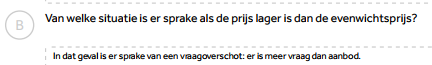 B
Van welke situatie is er sprake als de prijs lager is dan de evenwichtsprijs?
In dat geval is er sprake van een vraagoverschot: er is meer vraag dan aanbod.